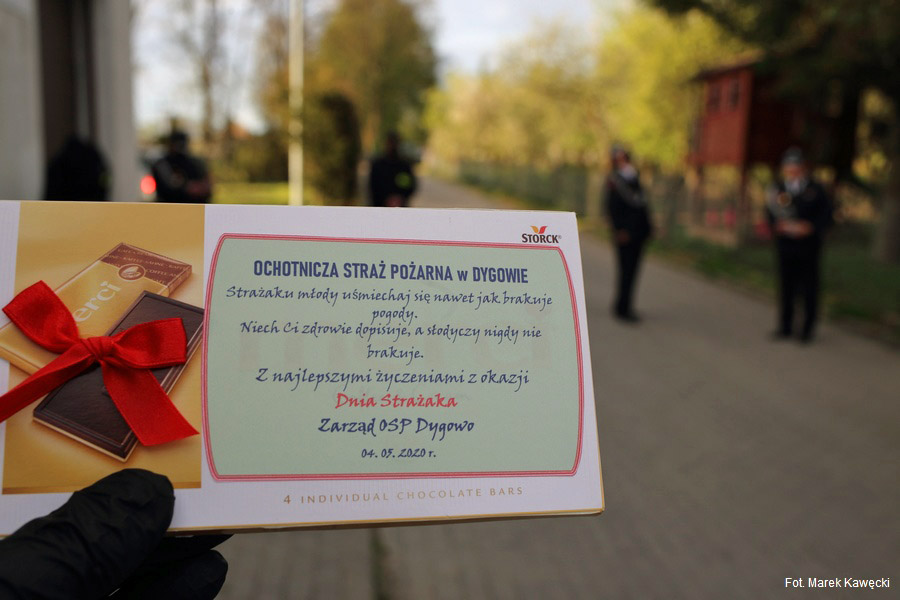 STORCK®
OCHOTNICZA STRAŻ POŻARNA w DYGOWIE
Strażaku młody uśmiechaj się nawet jak brakuje
pogody.
Niech Ci zdrowie dopisuje, a słodyczy nigdy nie
brakuje.
Z najlepszymi życzeniami z okazji
Dnia Strażaka
Zarząd OSP Dygowo
04. 05. 2020 r.
erci
4 INDIVIDUAL CHOCOLATE BARS
Fot. Marek Kawęcki